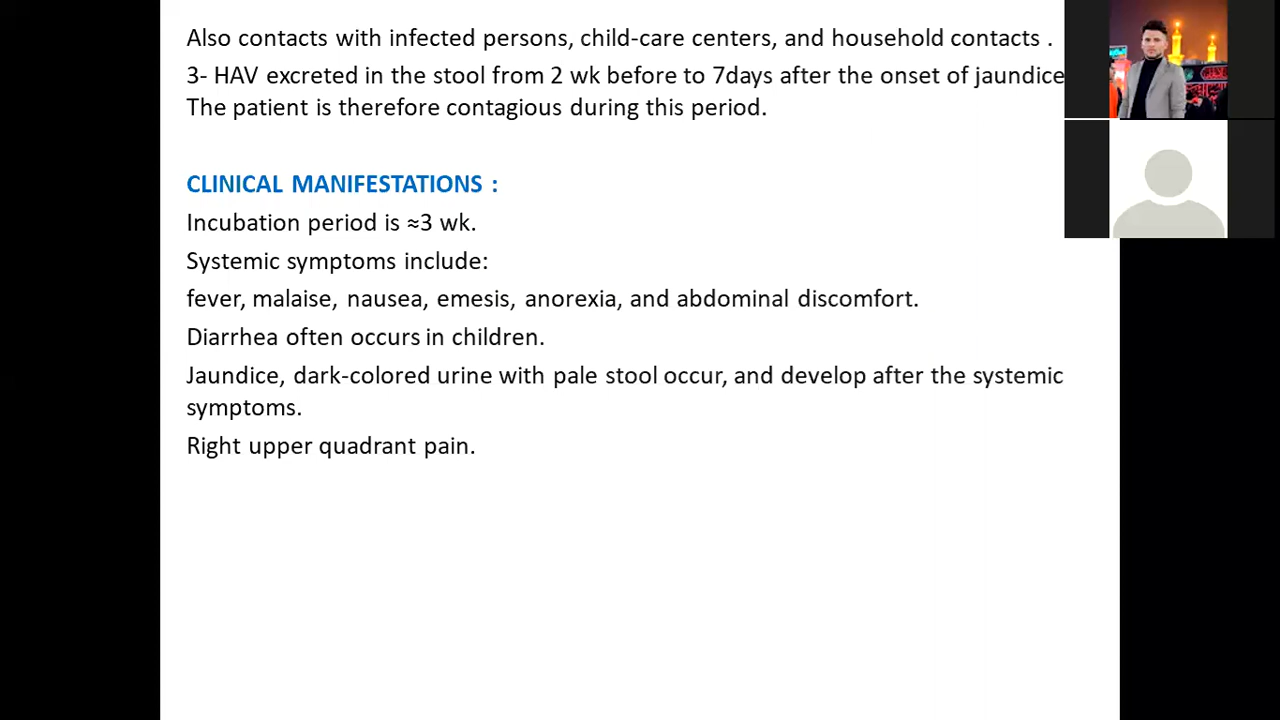 Also contacts with infected persons, child-care centers, and household contacts .
3- HAV excreted in the stool from 2 wk before to 7days after the onset of jaundice
The patient is therefore contagious during this period.
CLINICAL MANIFESTATIONS :
Incubation period is ≈3 wk.
Systemic symptoms include:
fever, malaise, nausea, emesis, anorexia, and abdominal discomfort.
Diarrhea often occurs in children.
Jaundice, dark-colored urine with pale stool occur, and develop after the systemic
symptoms.
Right upper quadrant pain.